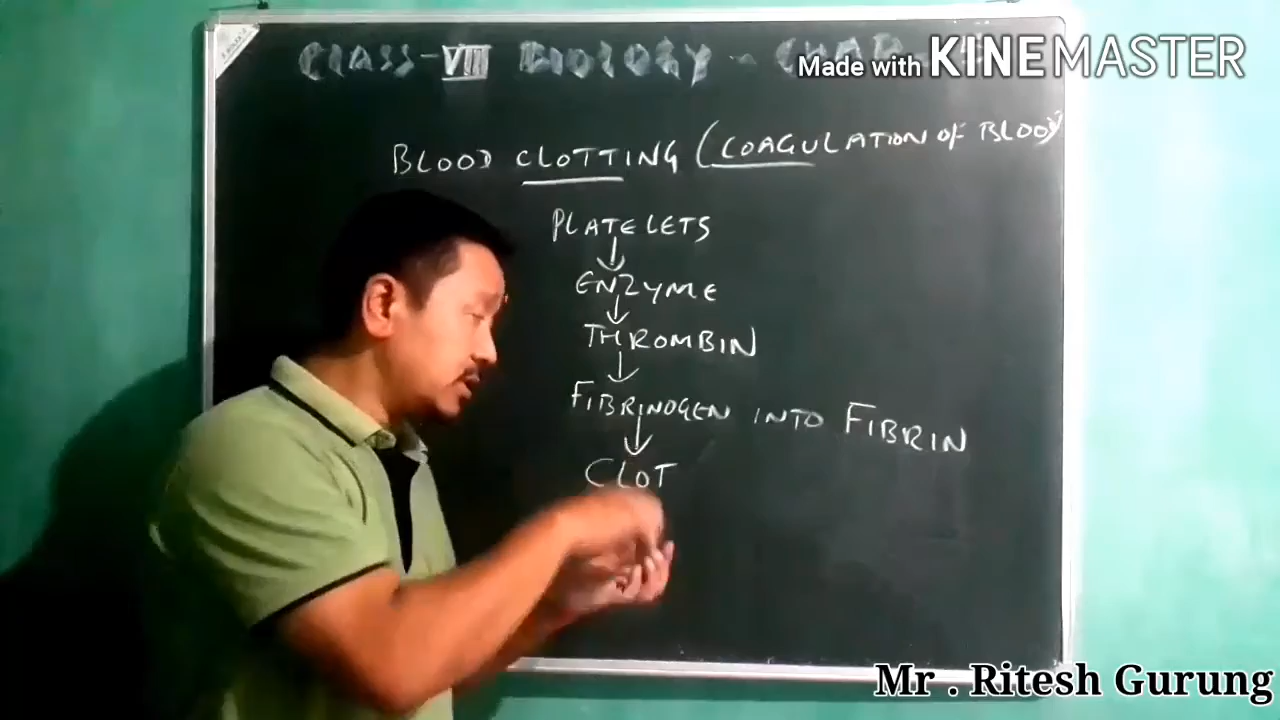 CLASS-VIII BIOLOGY - CHAP
Made with KINEMASTER
BLOOD CLOTTING (COAGULATION OF BLOOD
PLATELETS
↓
ENZYME
↓
THROMBIN
↓
FIBRINOGEN INTO FIBRIN
↓
CLOT
Mr . Ritesh Gurung